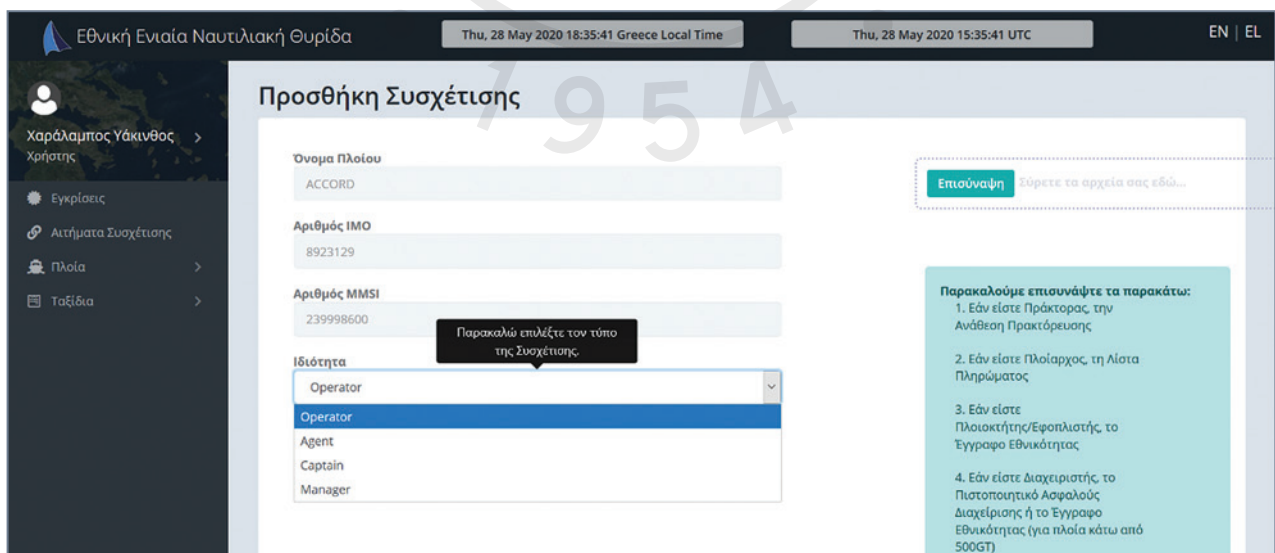 Εθνική Ενιαία Ναυτιλιακή Θυρίδα
Thu, 28 May 2020 18:35:41 Greece Local Time
Thu, 28 May 2020 15:35:41 UTC
EN | EL
Χαράλαμπος Υάκινθος
Χρήστης
Εγκρίσεις
Αιτήματα Συσχέτισης
Πλοία
Ταξίδια
1954
Προσθήκη Συσχέτισης
Όνομα Πλοίου
ACCORD
Αριθμός IMO
8923129
Αριθμός MMSI
239998600
Παρακαλώ επιλέξτε τον τύπο
της Συσχέτισης.
Ιδιότητα
Operator
Operator
Agent
Captain
Manager
Επισύναψη Σύρετε τα αρχεία σας εδώ...
Παρακαλούμε επισυνάψτε τα παρακάτω:
1. Εάν είστε Πράκτορας, την
Ανάθεση Πρακτόρευσης
2. Εάν είστε Πλοίαρχος, τη Λίστα
Πληρώματος
3. Εάν είστε
Πλοιοκτήτης/Εφοπλιστής, το
Έγγραφο Εθνικότητας
4. Εάν είστε Διαχειριστής, το
Πιστοποιητικό Ασφαλούς
Διαχείρισης ή το Έγγραφο
Εθνικότητας (για πλοία κάτω από
500GT)